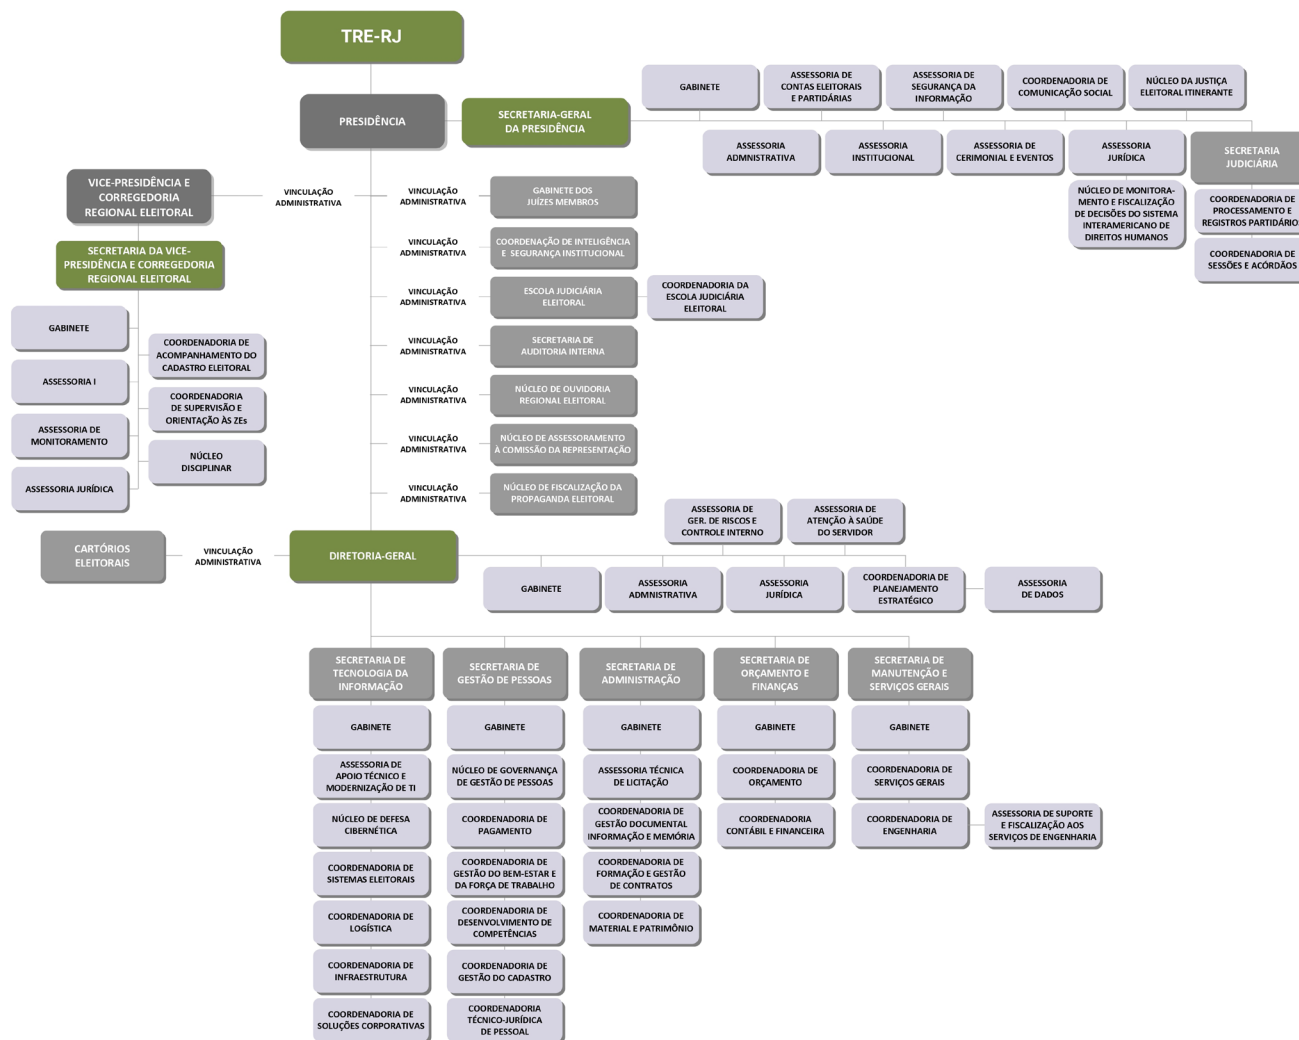 TRE-RJ
PRESIDÊNCIA
SECRETARIA-GERAL
DA PRESIDÊNCIA
GABINETE
ASSESSORIA DE
CONTAS ELEITORAIS
E PARTIDÁRIAS
ASSESSORIA DE
SEGURANÇA DA
INFORMAÇÃO
COORDENADORIA DE
COMUNICAÇÃO SOCIAL
NÚCLEO DA JUSTIÇA
ELEITORAL ITINERANTE
ASSESSORIA
ADMNISTRATIVA
ASSESSORIA
INSTITUCIONAL
ASSESSORIA DE
CERIMONIAL E EVENTOS
ASSESSORIA
JURÍDICA
NÚCLEO DE MONITORA-
MENTO E FISCALIZAÇÃO
DE DECISÕES DO SISTEMA
INTERAMERICANO DE
DIREITOS HUMANOS
SECRETARIA
JUDICIÁRIA
COORDENADORIA DE
PROCESSAMENTO E
REGISTROS PARTIDÁRIOS
COORDENADORIA DE
SESSÕES E ACÓRDÃOS
VICE-PRESIDÊNCIA E
CORREGEDORIA
REGIONAL ELEITORAL
VINCULAÇÃO
ADMINISTRATIVA
SECRETARIA DA VICE-
PRESIDÊNCIA E CORREGEDORIA
REGIONAL ELEITORAL
GABINETE
ASSESSORIA I
ASSESSORIA DE
MONITORAMENTO
ASSESSORIA JURÍDICA
COORDENADORIA DE
ACOMPANHAMENTO DO
CADASTRO ELEITORAL
COORDENADORIA
DE SUPERVISÃO E
ORIENTAÇÃO ÀS ZEs
NÚCLEO
DISCIPLINAR
VINCULAÇÃO
ADMINISTRATIVA
GABINETE DOS
JUÍZES MEMBROS
VINCULAÇÃO
ADMINISTRATIVA
COORDENAÇÃO DE INTELIGÊNCIA
E SEGURANÇA INSTITUCIONAL
VINCULAÇÃO
ADMINISTRATIVA
ESCOLA JUDICIÁRIA
ELEITORAL
COORDENADORIA DA
ESCOLA JUDICIÁRIA
ELEITORAL
VINCULAÇÃO
ADMINISTRATIVA
SECRETARIA DE
AUDITORIA INTERNA
VINCULAÇÃO
ADMINISTRATIVA
NÚCLEO DE OUVIDORIA
REGIONAL ELEITORAL
VINCULAÇÃO
ADMINISTRATIVA
NÚCLEO DE ASSESSORAMENTO
À COMISSÃO DA REPRESENTAÇÃO
VINCULAÇÃO
ADMINISTRATIVA
NÚCLEO DE FISCALIZAÇÃO DA
PROPAGANDA ELEITORAL
CARTÓRIOS
ELEITORAIS
VINCULAÇÃO
ADMINISTRATIVA
DIRETORIA-GERAL
ASSESSORIA DE
GER. DE RISCOS E
CONTROLE INTERNO
ASSESSORIA DE
ATENÇÃO À SAÚDE
DO SERVIDOR
GABINETE
ASSESSORIA
ADMNISTRATIVA
ASSESSORIA
JURÍDICA
COORDENADORIA DE
PLANEJAMENTO
ESTRATÉGICO
ASSESSORIA
DE DADOS
SECRETARIA DE
TECNOLOGIA DA
INFORMAÇÃO
GABINETE
ASSESSORIA DE
APOIO TÉCNICO E
MODERNIZAÇÃO DE TI
NÚCLEO DE DEFESA
CIBERNÉTICA
COORDENADORIA DE
SISTEMAS ELEITORAIS
COORDENADORIA DE
LOGÍSTICA
COORDENADORIA DE
INFRAESTRUTURA
COORDENADORIA DE
SOLUÇÕES CORPORATIVAS
SECRETARIA DE
GESTÃO DE PESSOAS
GABINETE
NÚCLEO DE GOVERNANÇA
DE GESTÃO DE PESSOAS
COORDENADORIA DE
PAGAMENTO
COORDENADORIA DE
GESTÃO DO BEM-ESTAR E
DA FORÇA DE TRABALHO
COORDENADORIA DE
DESENVOLVIMENTO DE
COMPETÊNCIAS
COORDENADORIA DE
GESTÃO DO CADASTRO
COORDENADORIA
TÉCNICO-JURÍDICA
DE PESSOAL
SECRETARIA DE
ADMINISTRAÇÃO
GABINETE
ASSESSORIA TÉCNICA
DE LICITAÇÃO
COORDENADORIA DE
GESTÃO DOCUMENTAL
INFORMAÇÃO E MEMÓRIA
COORDENADORIA DE
FORMAÇÃO E GESTÃO
DE CONTRATOS
COORDENADORIA DE
MATERIAL E PATRIMÔNIO
SECRETARIA DE
ORÇAMENTO E
FINANÇAS
GABINETE
COORDENADORIA DE
ORÇAMENTO
COORDENADORIA
CONTÁBIL E FINANCEIRA
SECRETARIA DE
MANUTENÇÃO E
SERVIÇOS GERAIS
GABINETE
COORDENADORIA DE
SERVIÇOS GERAIS
COORDENADORIA DE
ENGENHARIA
ASSESSORIA DE SUPORTE
E FISCALIZAÇÃO AOS
SERVIÇOS DE ENGENHARIA